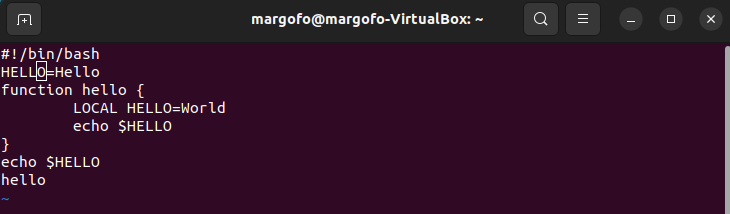 margofo@margofo-VirtualBox: ~
#!/bin/bash
HELLO=Hello
function hello {
        LOCAL HELLO=World
        echo $HELLO
}
echo $HELLO
hello
~